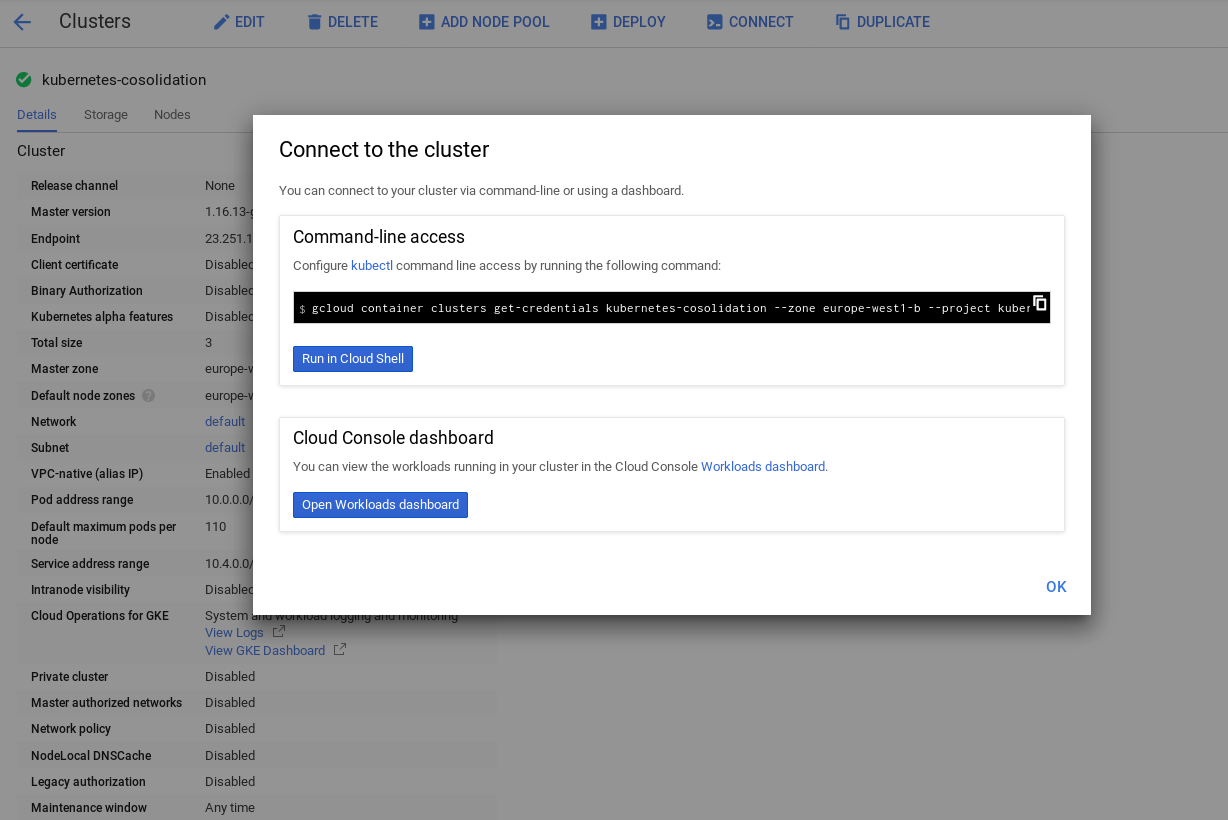 Clusters EDIT DELETE ADD NODE POOL DEPLOY CONNECT DUPLICATE
kubernetes-cosolidation
Details Storage Nodes
Cluster
Release channel None
Master version 1.16.13-g
Endpoint 23.251.1
Client certificate Disabled
Binary Authorization Disabled
Kubernetes alpha features Disabled
Total size 3
Master zone europe-w
Default node zones ? europe-w
Network default
Subnet default
VPC-native (alias IP) Enabled
Pod address range 10.0.0.0/
Default maximum pods per
node 110
Service address range 10.4.0.0/
Intranode visibility Disabled
Cloud Operations for GKE System and workload logging and monitoring
View Logs
View GKE Dashboard
Private cluster Disabled
Master authorized networks Disabled
Network policy Disabled
NodeLocal DNSCache Disabled
Legacy authorization Disabled
Maintenance window Any time
Connect to the cluster
You can connect to your cluster via command-line or using a dashboard.
Command-line access
Configure kubectl command line access by running the following command:
$ gcloud container clusters get-credentials kubernetes-cosolidation --zone europe-west1-b --project kuber
Run in Cloud Shell
Cloud Console dashboard
You can view the workloads running in your cluster in the Cloud Console Workloads dashboard.
Open Workloads dashboard
OK